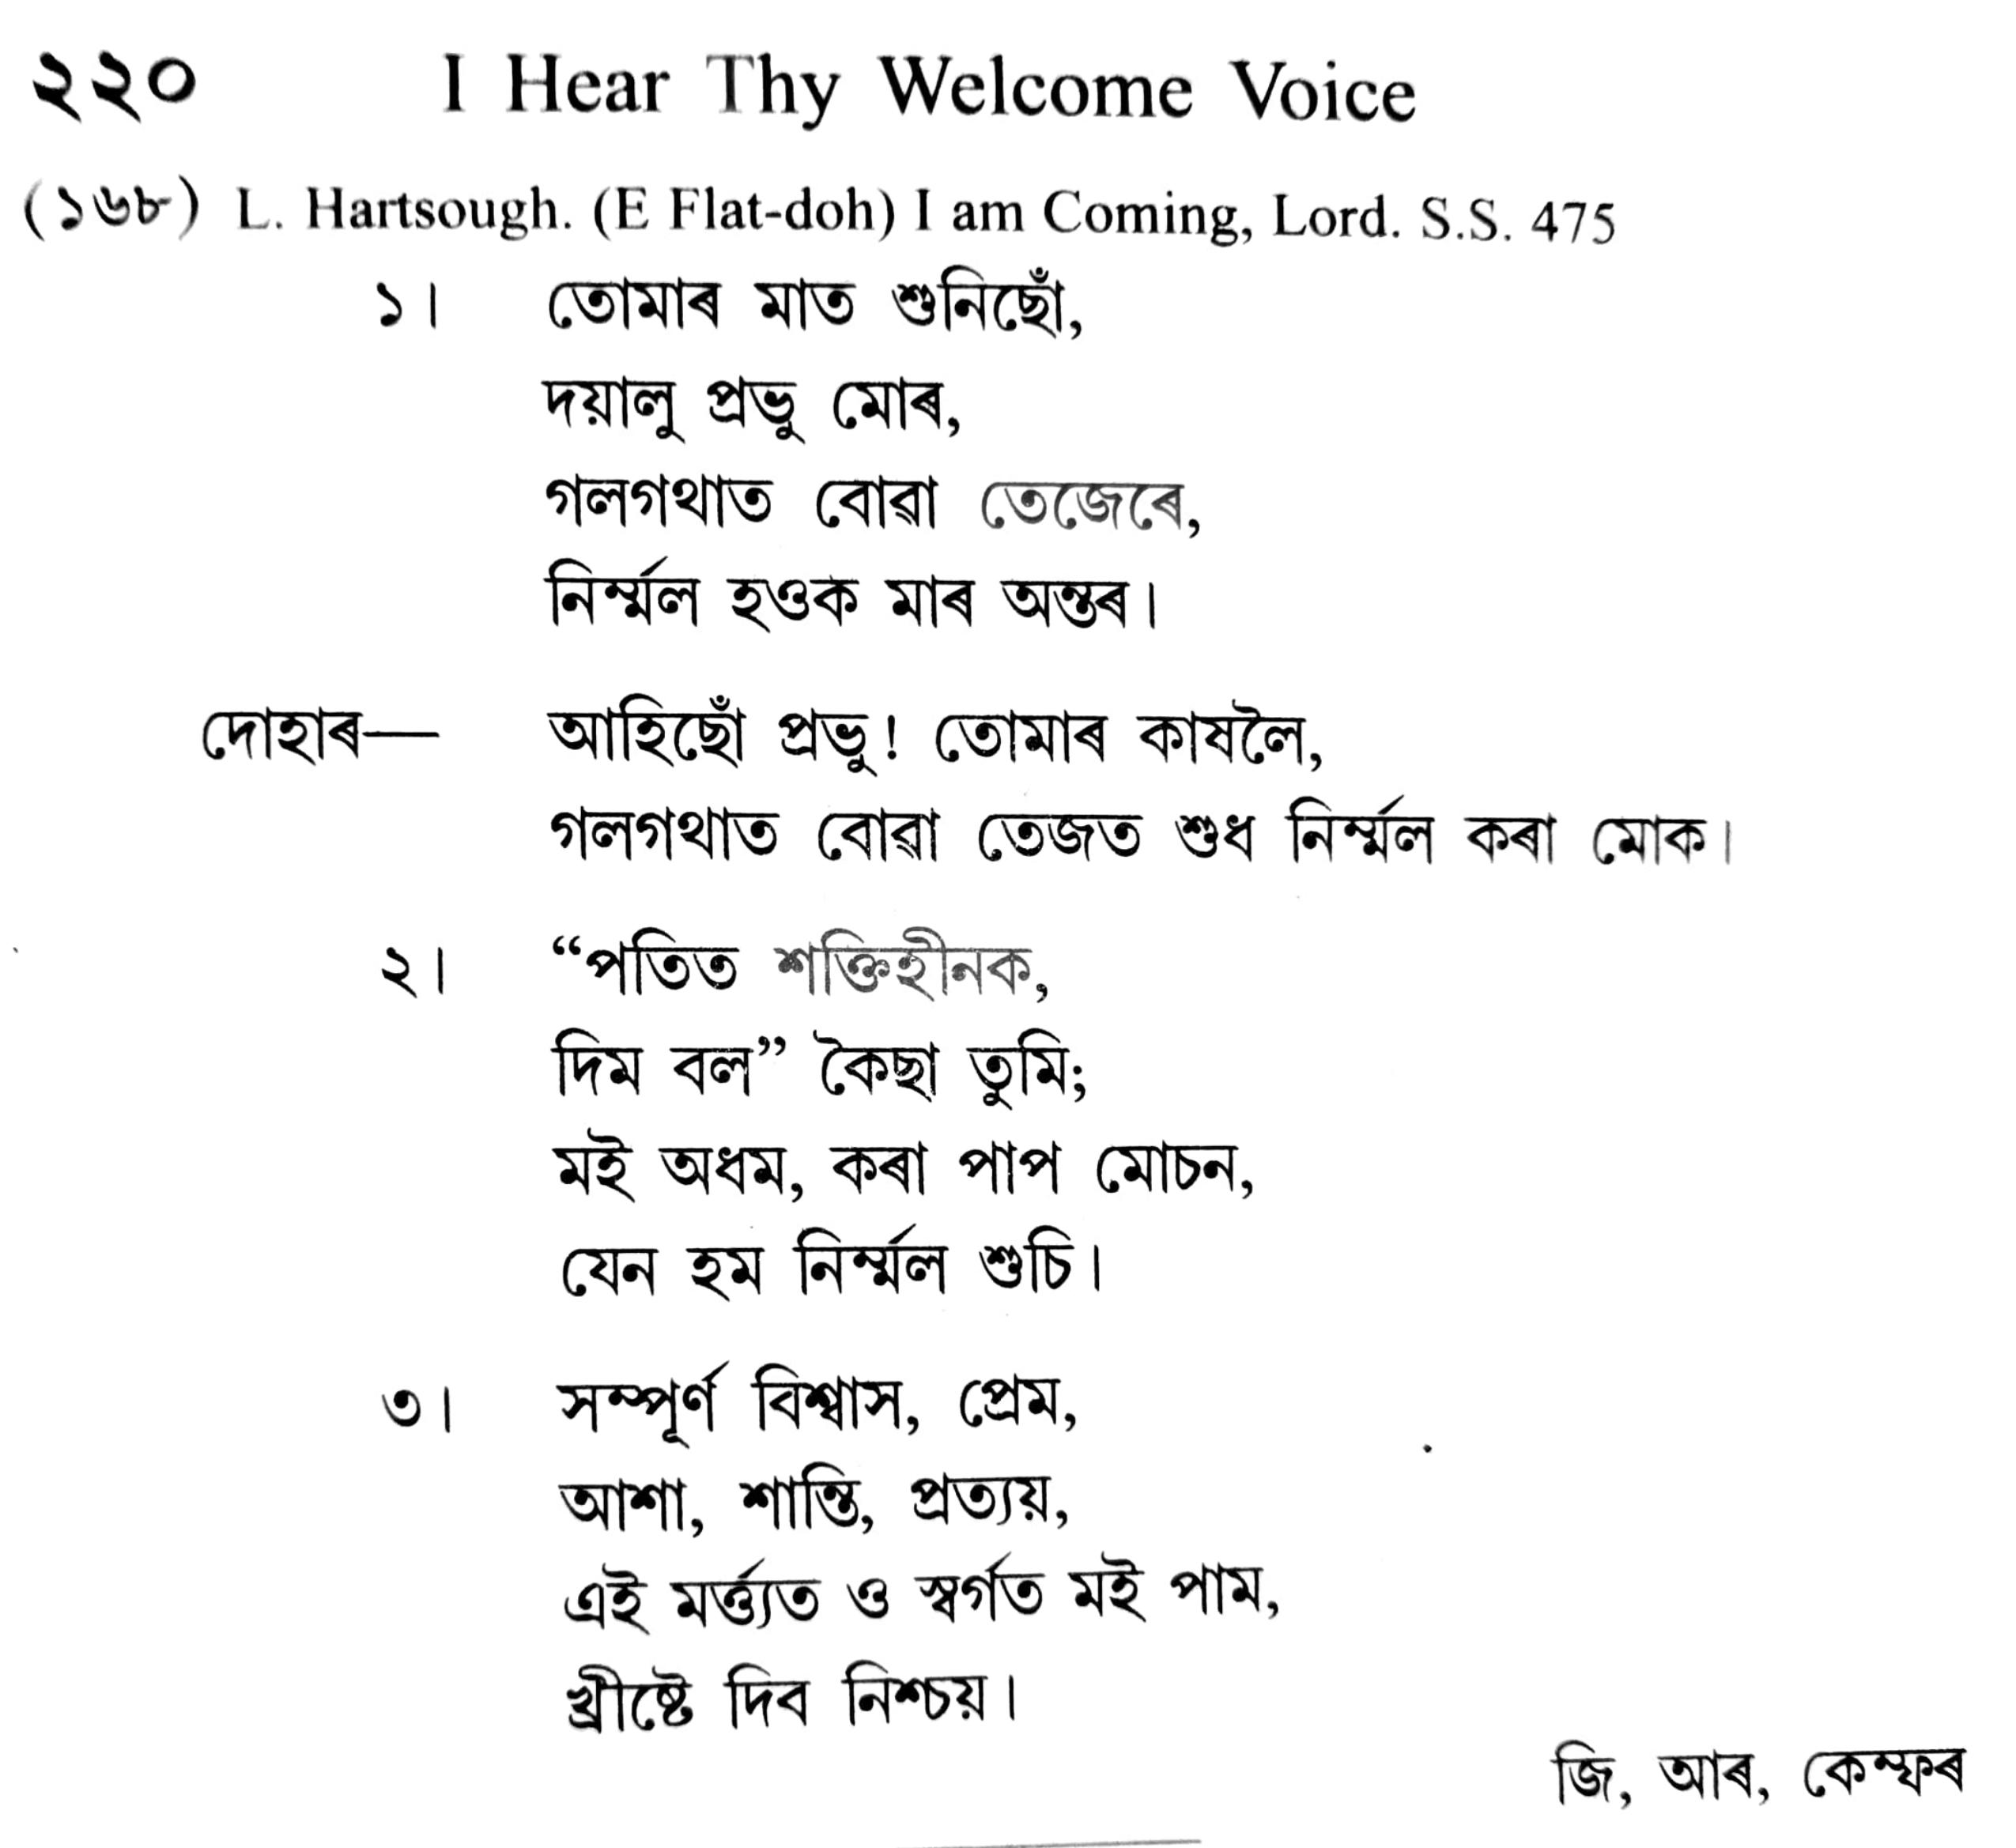 ২২০ I Hear Thy Welcome Voice
(১৬৮) L. Hartsough. (E Flat-doh) I am Coming, Lord. S.S. 475
১। তোমাৰ মাত শুনিছোঁ,
দয়ালু প্ৰভু মোৰ,
গলগথাত বোৱা তেজেৰে,
নিৰ্ম্মল হওক মাৰ অন্তৰ।
দোহাৰ— আহিছোঁ প্ৰভু! তোমাৰ কাষলৈ,
গলগথাত বোৱা তেজত শুধ নিৰ্ম্মল কৰা মোক।
২। “পতিত শক্তিহীনক,
দিম বল” কৈছা তুমি;
মই অধম, কৰা পাপ মোচন,
যেন হম নিৰ্ম্মল শুচি।
৩। সম্পূৰ্ণ বিশ্বাস, প্ৰেম,
আশা, শান্তি, প্ৰত্যয়,
এই মৰ্ত্ত্যত ও স্বৰ্গত মই পাম,
খ্ৰীষ্টে দিব নিশ্চয়।
জি, আৰ, কেম্ফৰ